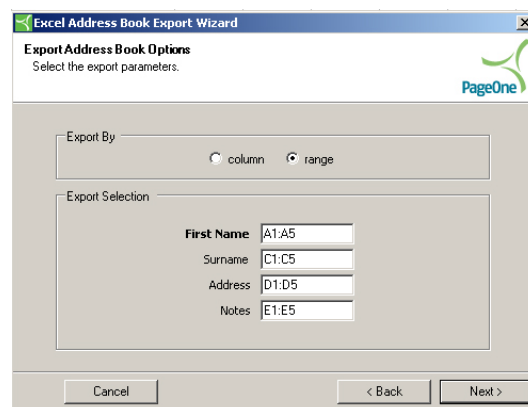 Excel Address Book Export Wizard
Export Address Book Options
Select the export parameters.
PageOne
Export By
column
range
Export Selection
First Name A1:A5
Surname C1:C5
Address D1:D5
Notes E1:E5
Cancel < Back Next >